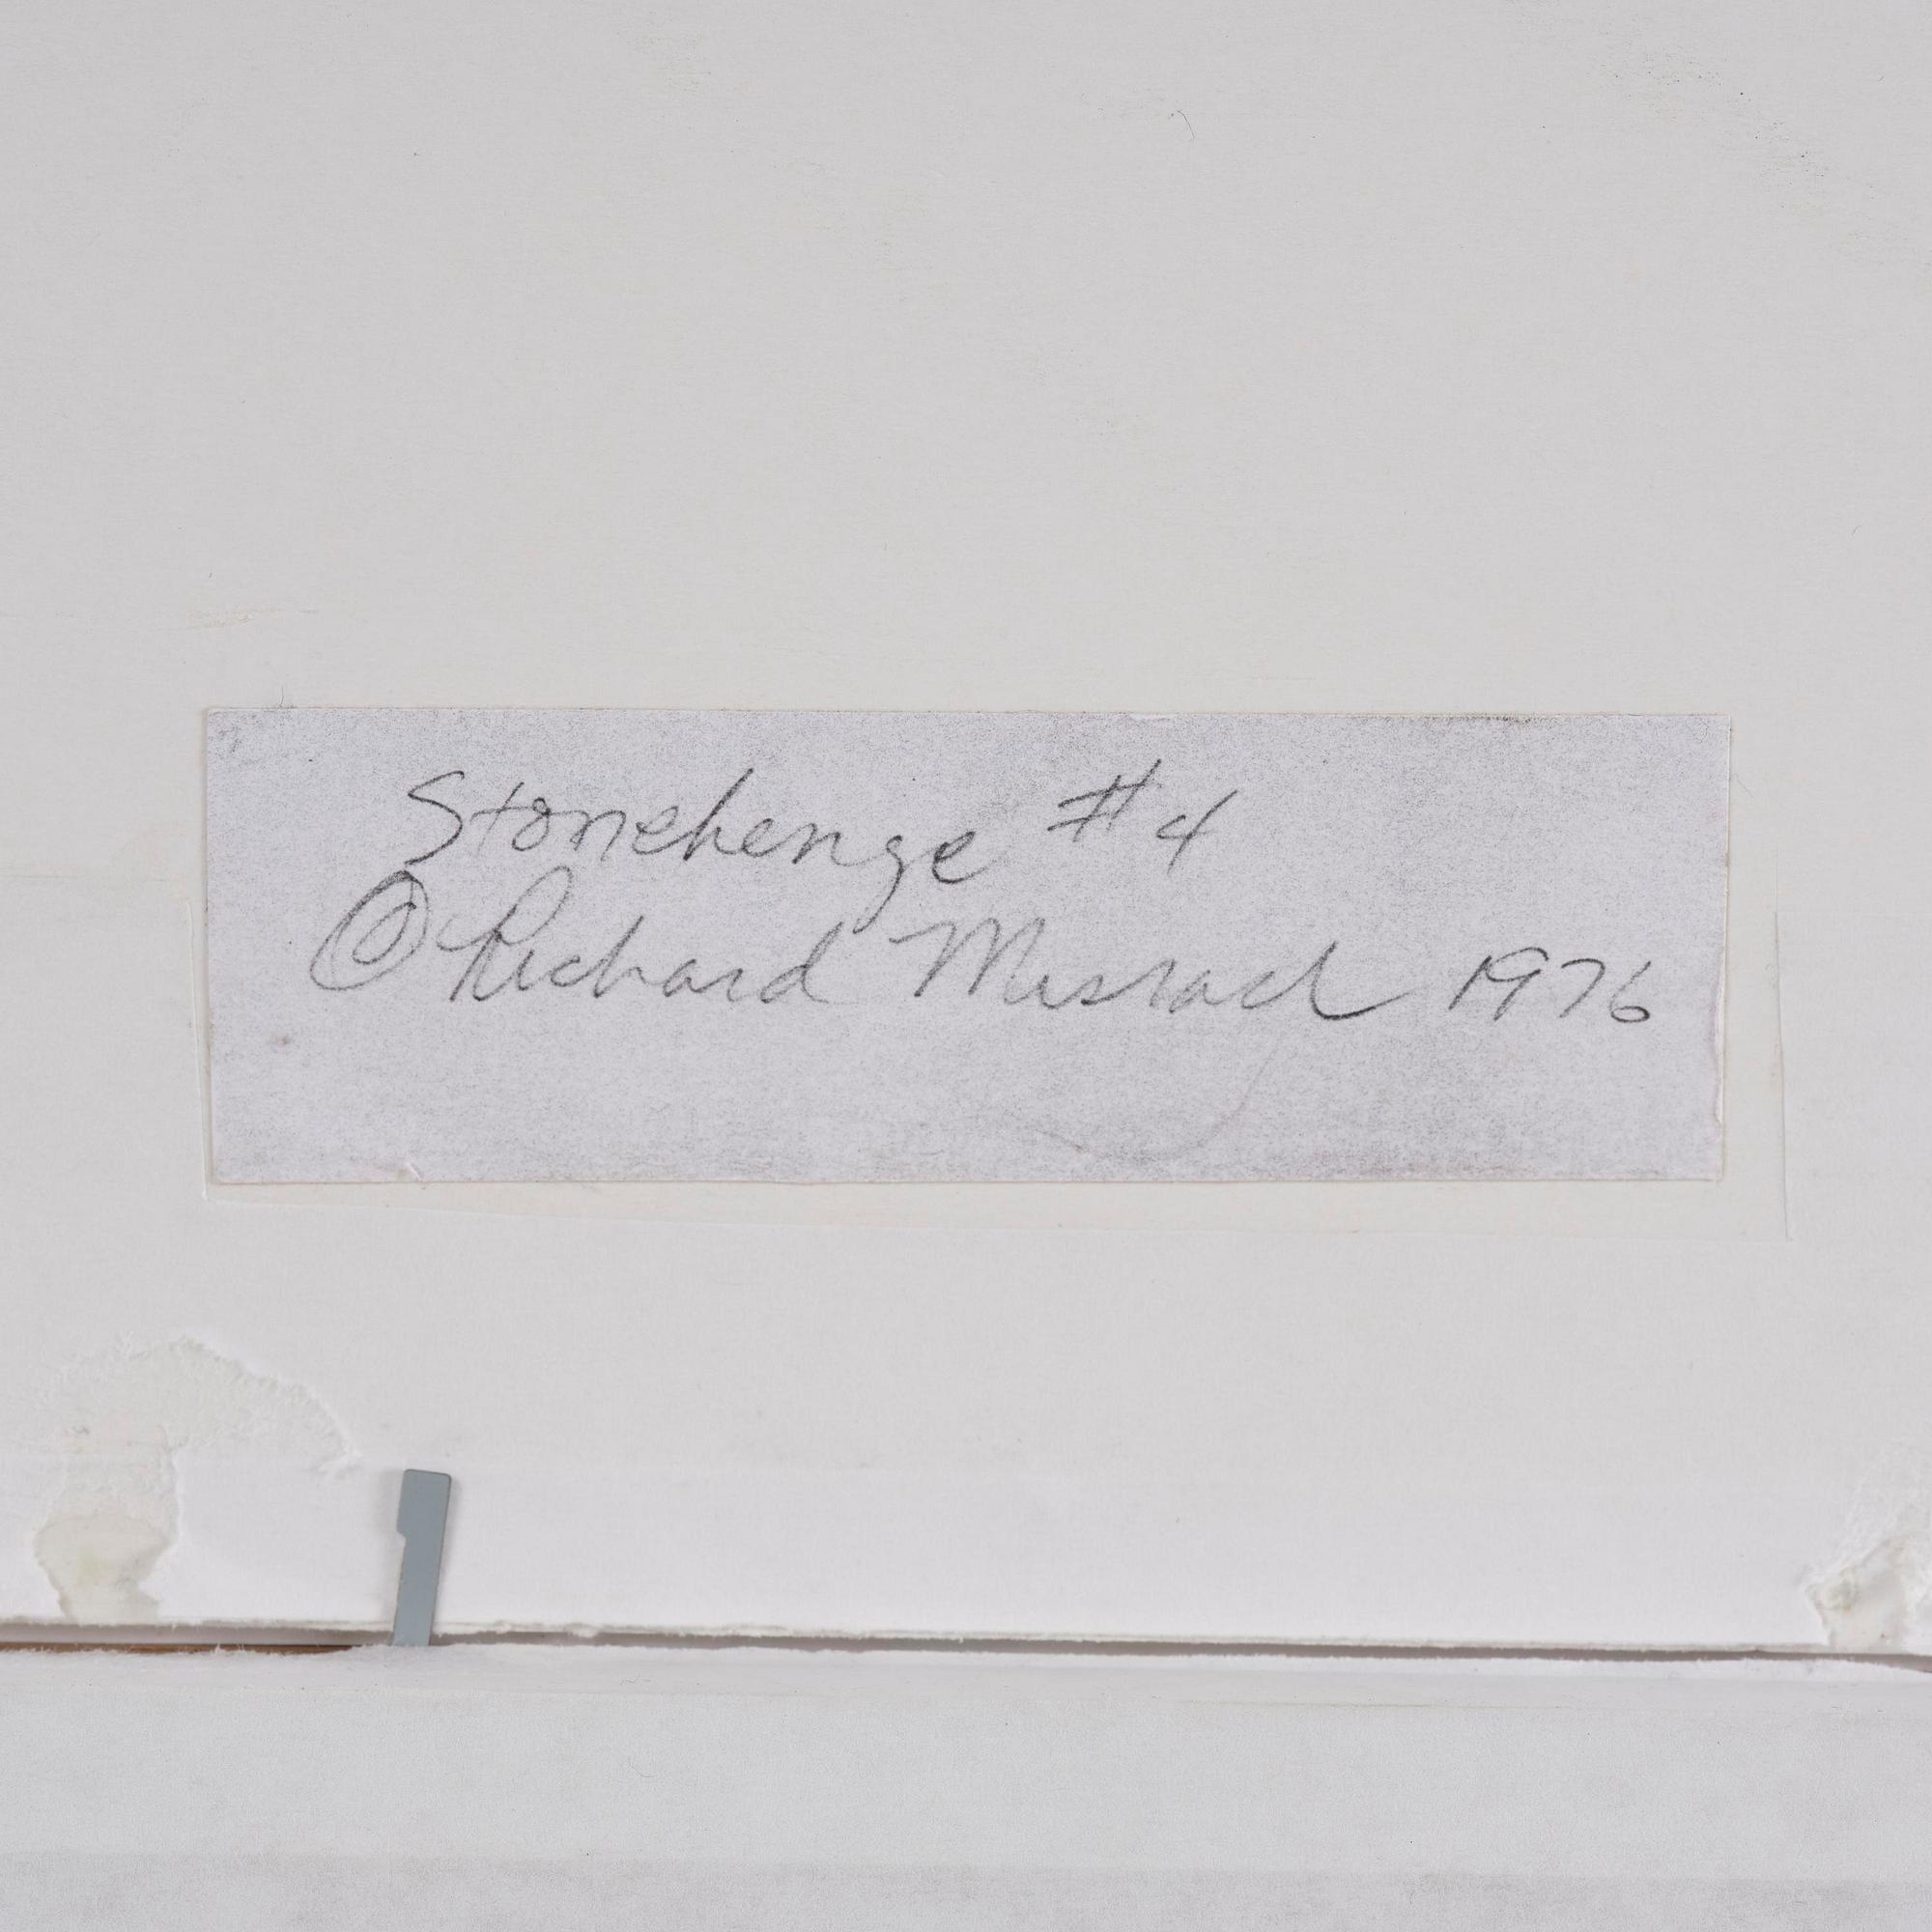 Stonehenge #4
© Richard Misrach 1976